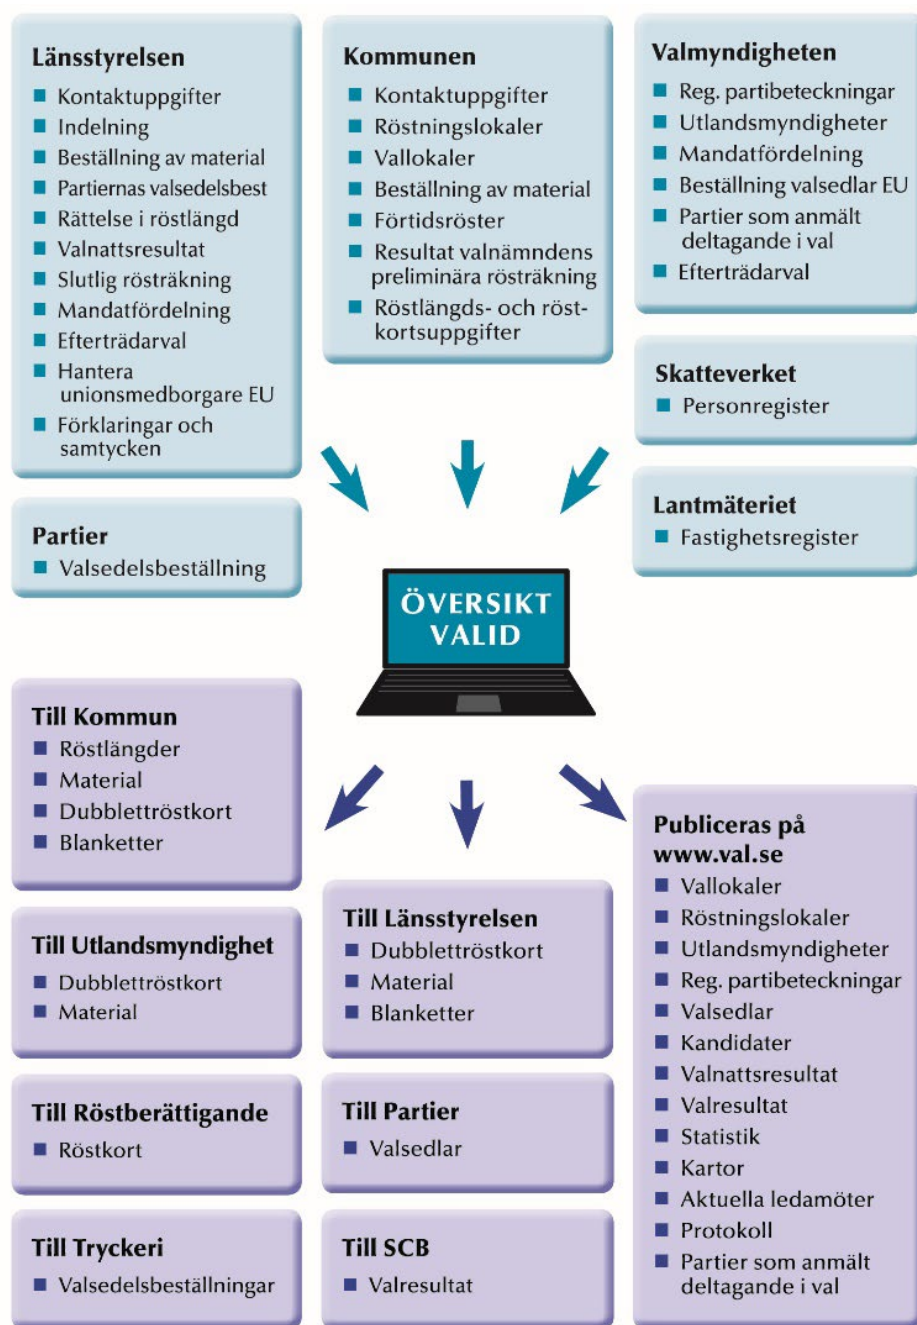 Länsstyrelsen
Kontaktuppgifter
Indelning
Beställning av material
Partiernas valsedelsbest
Rättelse i röstlängd
Valnattsresultat
Slutlig rösträkning
Mandatfördelning
Efterträdarval
Hantera
unionsmedborgare EU
Förklaringar och
samtycken
Kommunen
Kontaktuppgifter
Röstningslokaler
Vallokaler
Beställning av material
Förtidsröster
Resultat valnämndens
preliminära rösträkning
Röstlängds- och röst-
kortsuppgifter
Valmyndigheten
Reg. partibeteckningar
Utlandsmyndigheter
Mandatfördelning
Beställning valsedlar EU
Partier som anmält
deltagande i val
Efterträdarval
Skatteverket
Personregister
Lantmäteriet
Fastighetsregister
Partier
Valsedelsbeställning
ÖVERSIKT
VALID
Till Kommun
Röstlängder
Material
Dubblettröstkort
Blanketter
Till Utlandsmyndighet
Dubblettröstkort
Material
Till Röstberättigande
Röstkort
Till Tryckeri
Valsedelsbeställningar
Till Länsstyrelsen
Dubblettröstkort
Material
Blanketter
Till Partier
Valsedlar
Till SCB
Valresultat
Publiceras på
www.val.se
Vallokaler
Röstningslokaler
Utlandsmyndigheter
Reg. partibeteckningar
Valsedlar
Kandidater
Valnattsresultat
Valresultat
Statistik
Kartor
Aktuella ledamöter
Protokoll
Partier som anmält
deltagande i val